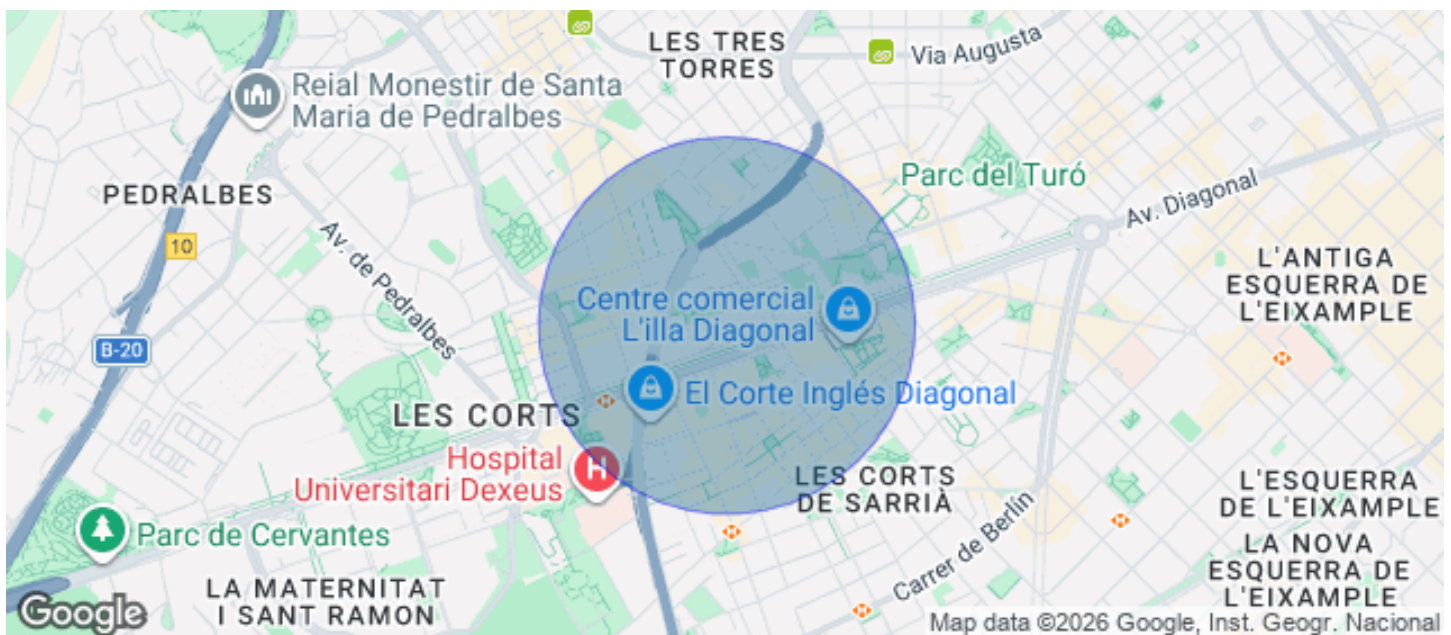 LES TRES
TORRES
Via Augusta
Reial Monestir de Santa
Maria de Pedralbes
PEDRALBES
Parc del Turó
Av. Diagonal
10
Av. de Pedralbes
L'ANTIGA
ESQUERRA DE
L'EIXAMPLE
Centre comercial
L'illa Diagonal
B-20
El Corte Inglés Diagonal
LES CORTS
Hospital
Universitari Dexeus
H
LES CORTS
DE SARRIÀ
L'ESQUERRA
DE L'EIXAMPLE
Parc de Cervantes
Carrer de Berlín
LA NOVA
ESQUERRA DE
L'EIXAMPLE
LA MATERNITAT
I SANT RAMON
Google
Map data ©2026 Google, Inst. Geogr. Nacional